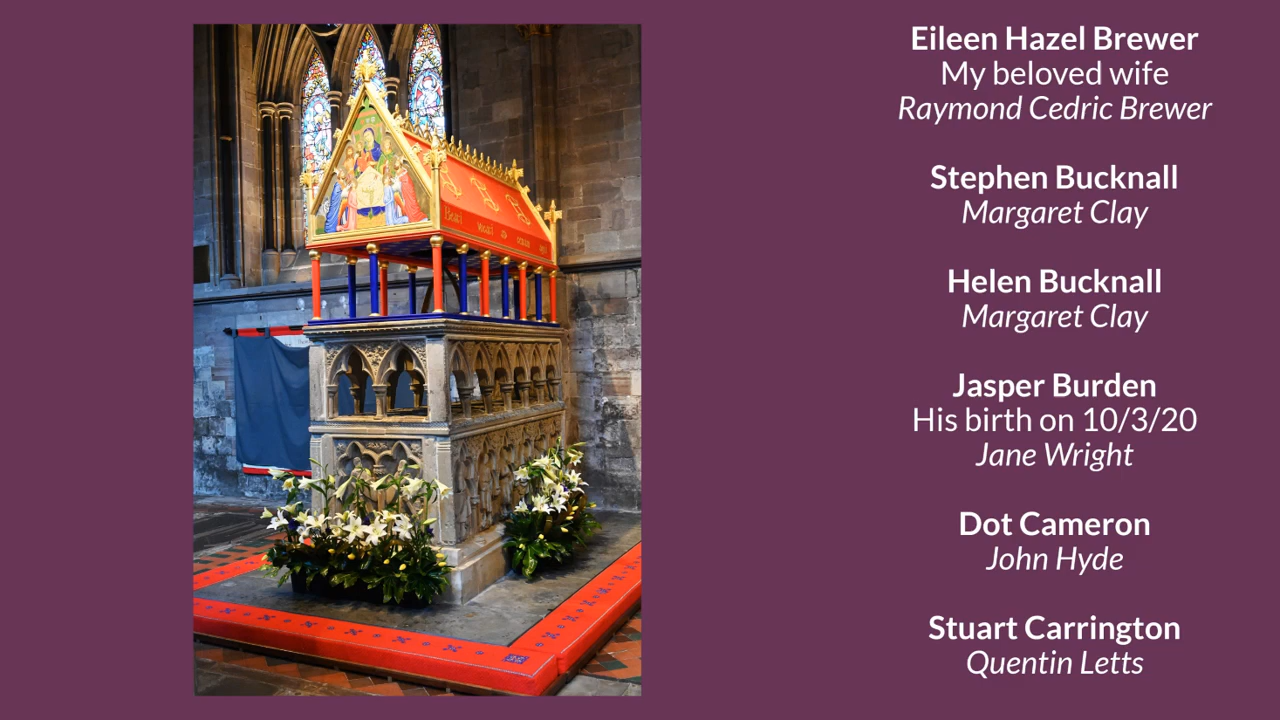 Eileen Hazel Brewer
My beloved wife
Raymond Cedric Brewer
Stephen Bucknall
Margaret Clay
Helen Bucknall
Margaret Clay
Jasper Burden
His birth on 10/3/20
Jane Wright
Dot Cameron
John Hyde
Stuart Carrington
Quentin Letts